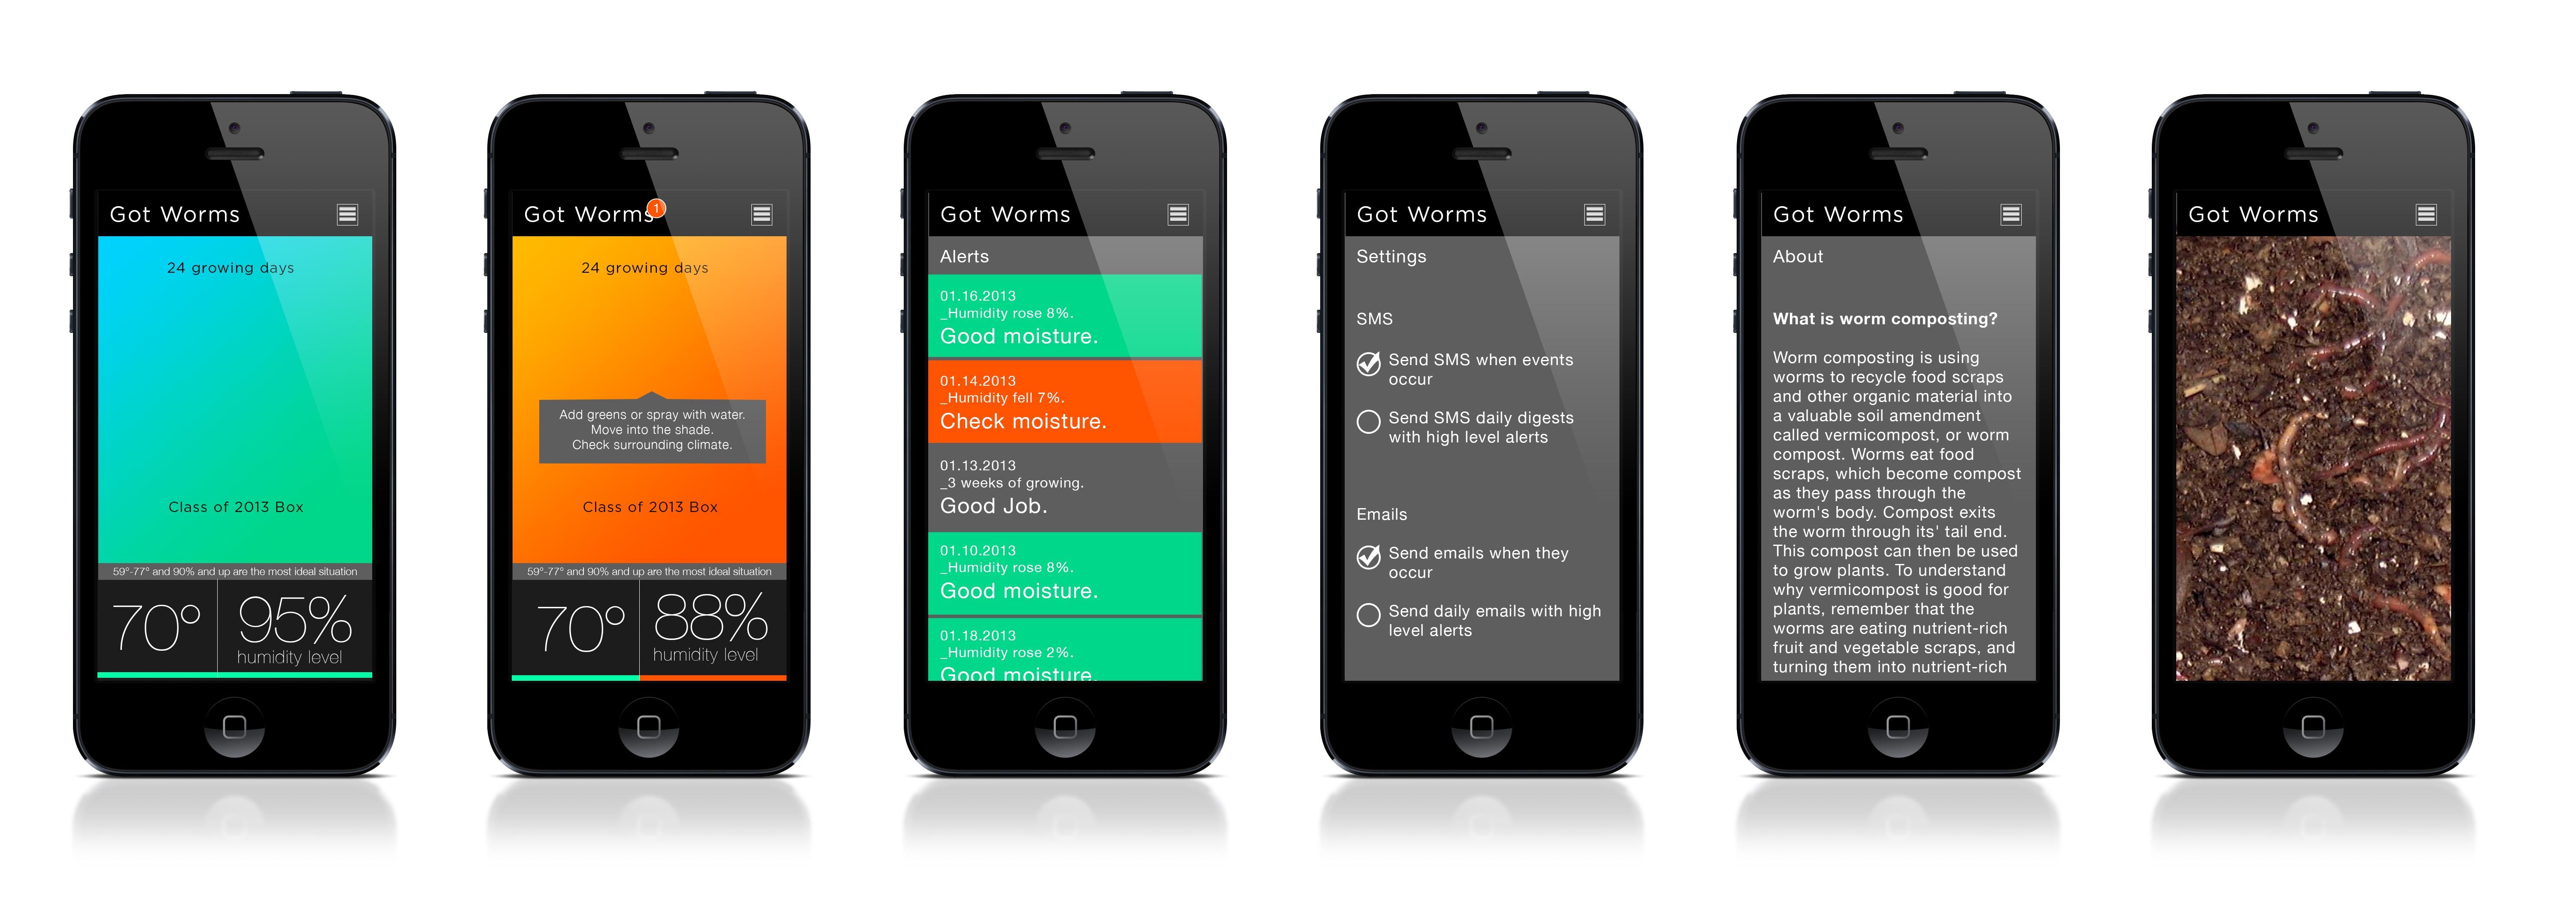 Got Worms
24 growing days
Class of 2013 Box
59°-77° and 90% and up are the most ideal situation
70°
95%
humidity level
Got Worms
1
24 growing days
Add greens or spray with water.
Move into the shade.
Check surrounding climate.
Class of 2013 Box
59°-77° and 90% and up are the most ideal situation
70°
88%
humidity level
Got Worms
Alerts
01.16.2013
_Humidity rose 8%.
Good moisture.
01.14.2013
_Humidity fell 7%.
Check moisture.
01.13.2013
_3 weeks of growing.
Good Job.
01.10.2013
_Humidity rose 8%.
Good moisture.
01.18.2013
_Humidity rose 2%.
Good moisture.
Got Worms
Settings
SMS
Send SMS when events
occur
Send SMS daily digests
with high level alerts
Emails
Send emails when they
occur
Send daily emails with high
level alerts
Got Worms
About
What is worm composting?
Worm composting is using
worms to recycle food scraps
and other organic material into
a valuable soil amendment
called vermicompost, or worm
compost. Worms eat food
scraps, which become compost
as they pass through the
worm's body. Compost exits
the worm through its' tail end.
This compost can then be used
to grow plants. To understand
why vermicompost is good for
plants, remember that the
worms are eating nutrient-rich
fruit and vegetable scraps, and
turning them into nutrient-rich
Got Worms